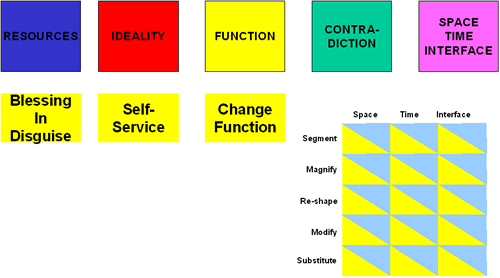 RESOURCES
IDEALITY
FUNCTION
CONTRA-
DICTION
SPACE
TIME
INTERFACE
Blessing
In
Disguise
Self-
Service
Change
Function
Space Time Interface
Segment
Magnify
Re-shape
Modify
Substitute